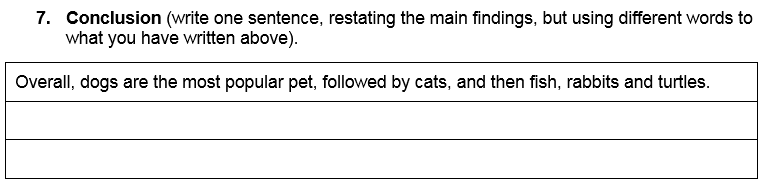 7. Conclusion (write one sentence, restating the main findings, but using different words to
what you have written above).
Overall, dogs are the most popular pet, followed by cats, and then fish, rabbits and turtles.